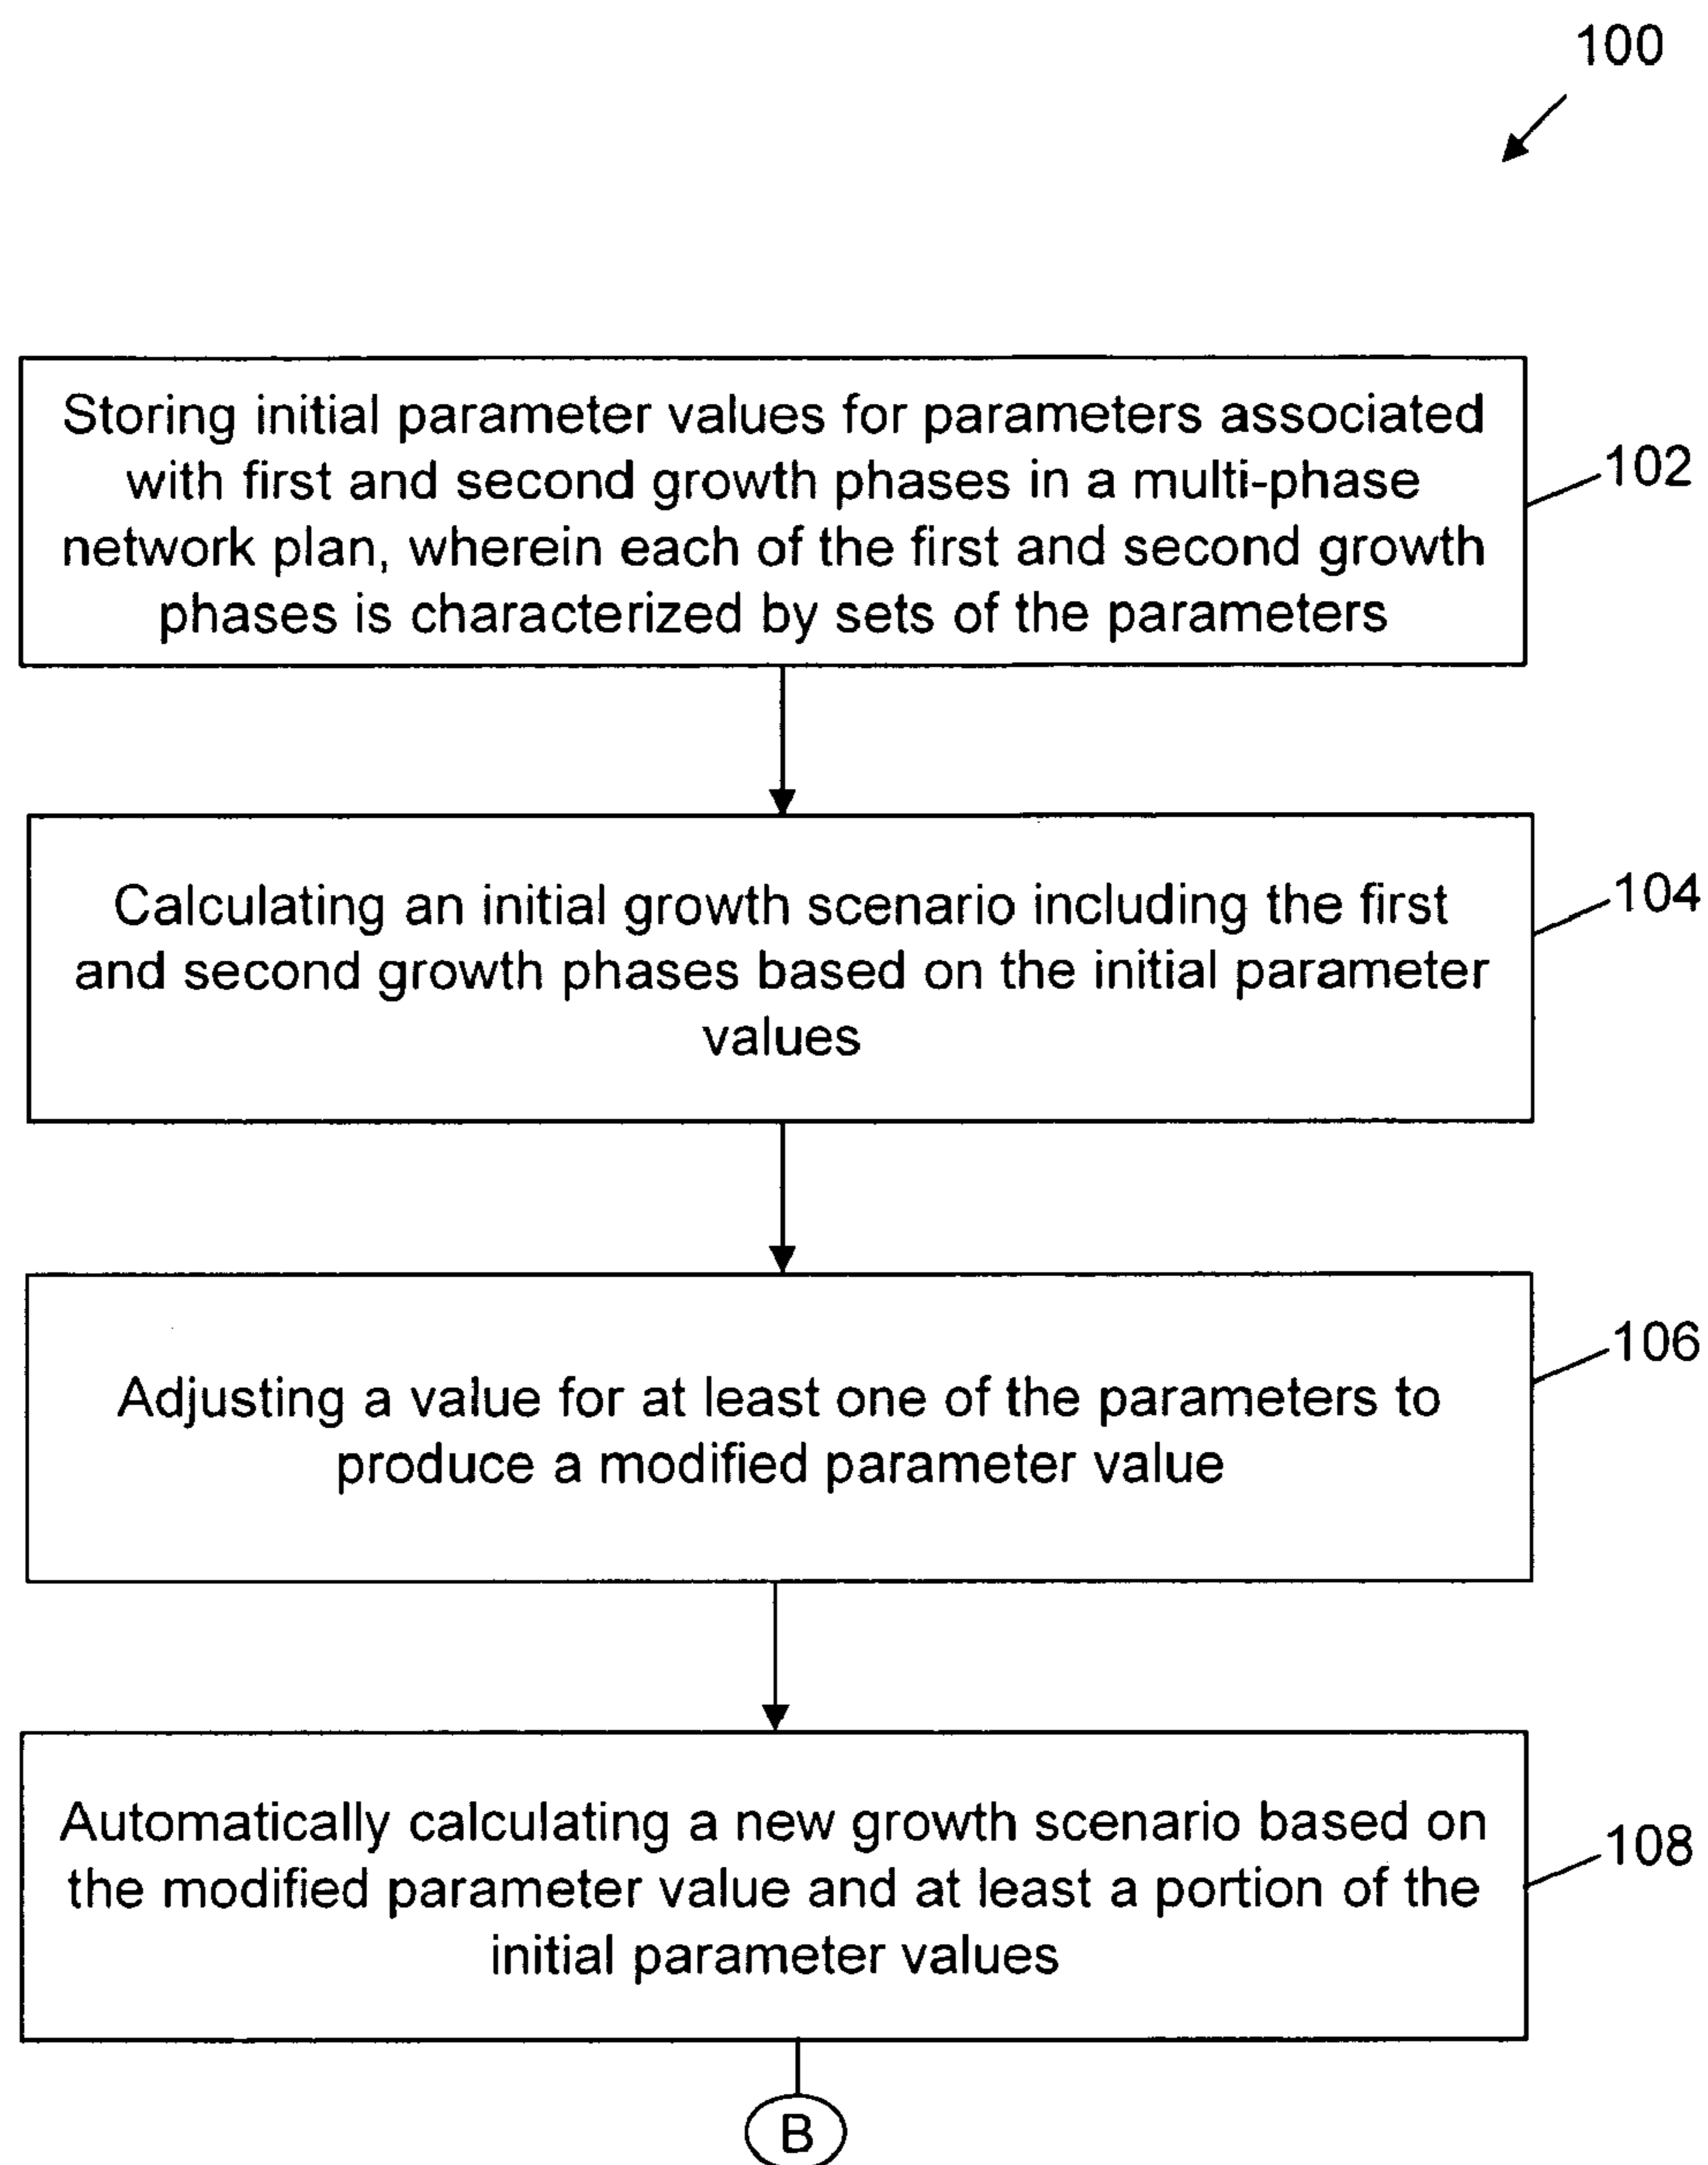 100
Storing initial parameter values for parameters associated
with first and second growth phases in a multi-phase
network plan, wherein each of the first and second growth
phases is characterized by sets of the parameters
102
Calculating an initial growth scenario including the first
and second growth phases based on the initial parameter
values
104
Adjusting a value for at least one of the parameters to
produce a modified parameter value
106
Automatically calculating a new growth scenario based on
the modified parameter value and at least a portion of the
initial parameter values
108
B